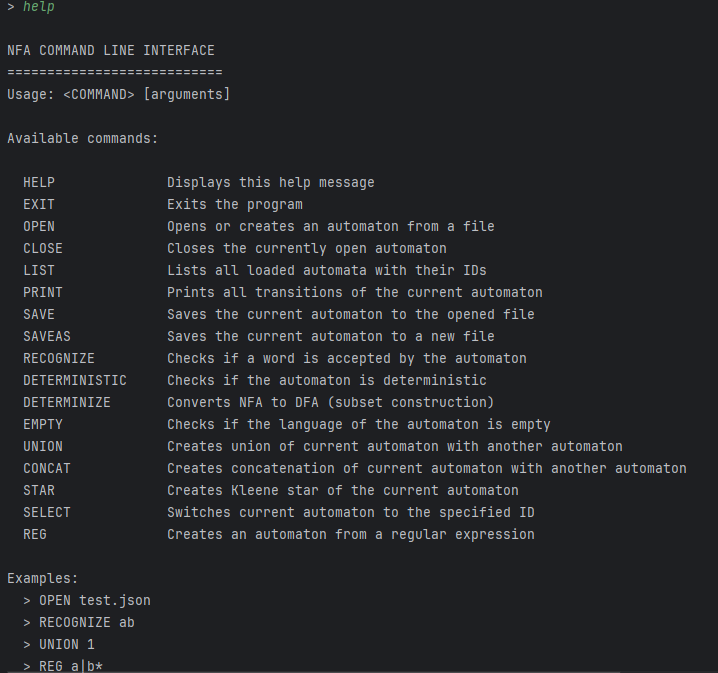 > help
NFA COMMAND LINE INTERFACE
===========================
Usage: <COMMAND> [arguments]
Available commands:
HELP Displays this help message
EXIT Exits the program
OPEN Opens or creates an automaton from a file
CLOSE Closes the currently open automaton
LIST Lists all loaded automata with their IDs
PRINT Prints all transitions of the current automaton
SAVE Saves the current automaton to the opened file
SAVEAS Saves the current automaton to a new file
RECOGNIZE Checks if a word is accepted by the automaton
DETERMINISTIC Checks if the automaton is deterministic
DETERMINIZE Converts NFA to DFA (subset construction)
EMPTY Checks if the language of the automaton is empty
UNION Creates union of current automaton with another automaton
CONCAT Creates concatenation of current automaton with another automaton
STAR Creates Kleene star of the current automaton
SELECT Switches current automaton to the specified ID
REG Creates an automaton from a regular expression
Examples:
> OPEN test.json
> RECOGNIZE ab
> UNION 1
> REG a|b*